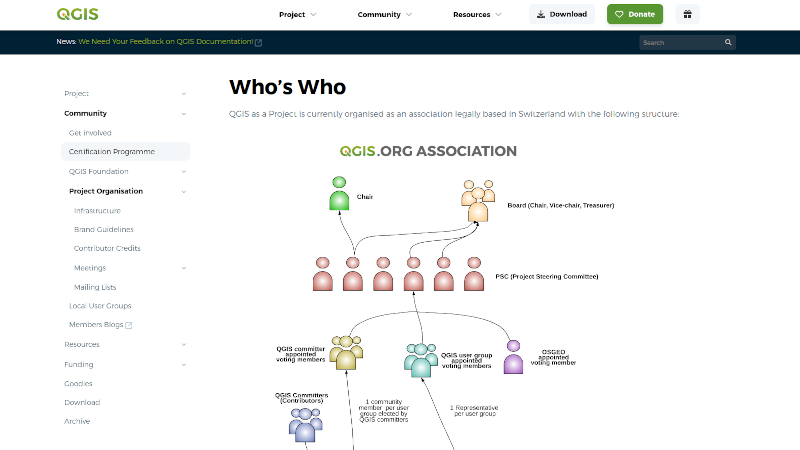 QGIS
Project
Community
Resources
Download
Donate
News: We Need Your Feedback on QGIS Documentation!
Search
Project
Community
Get involved
Certification Programme
QGIS Foundation
Project Organisation
Infrastructure
Brand Guidelines
Contributor Credits
Meetings
Mailing Lists
Local User Groups
Members Blogs
Resources
Funding
Goodies
Download
Archive
Who's Who
QGIS as a Project is currently organised as an association legally based in Switzerland with the following structure:
QGIS.ORG ASSOCIATION
Chair
Board (Chair, Vice-chair, Treasurer)
PSC (Project Steering Committee)
QGIS committer
appointed
voting members
QGIS user group
appointed
voting members
OSGEO
appointed
voting member
QGIS Committers
(Contributors)
1 community
member per user
group elected by
QGIS committers
1 Representative
per user group